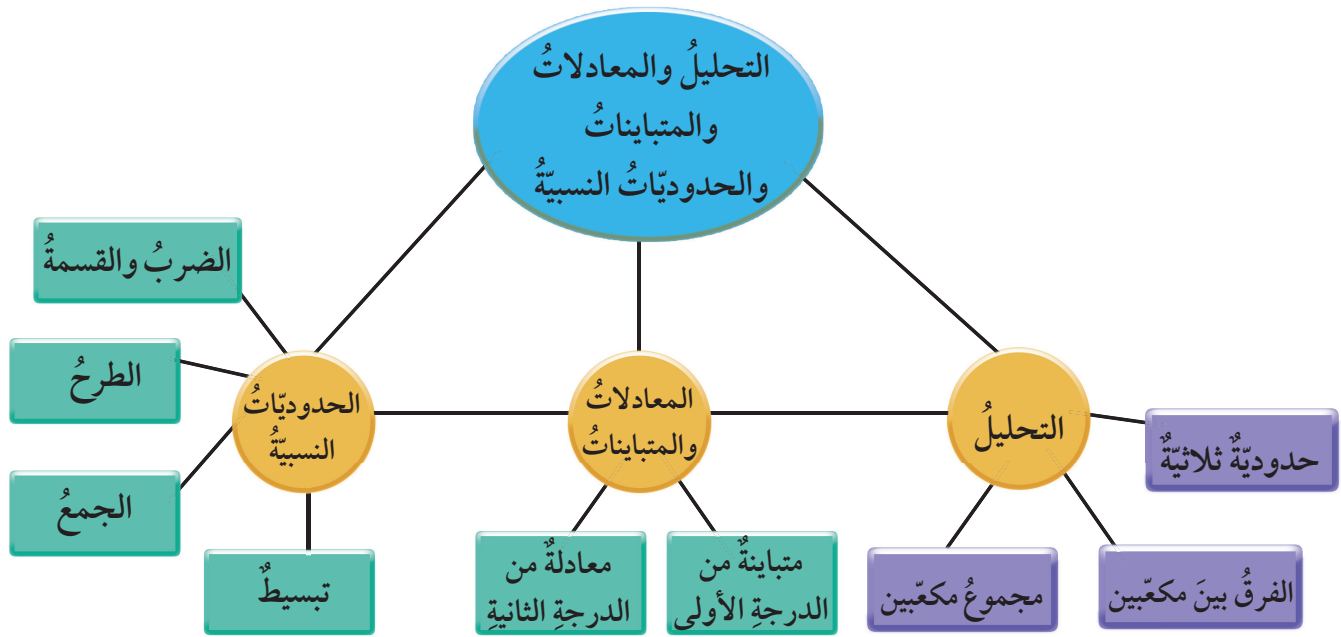 التحليلُ والمعادلاتُ
والمتبايناتُ
والحدوديّاتُ النسبيّةُ
التحليلُ
حدوديّةٌ ثلاثيّةٌ
الفرقُ بينَ مكعّبين
مجموعُ مكعّبين
المعادلاتُ
والمتبايناتُ
متباينةٌ من
الدرجةِ الأولى
معادلةٌ من
الدرجةِ الثانيةِ
الحدوديّاتُ
النسبيّةُ
الضربُ والقسمةُ
الطرحُ
الجمعُ
تبسيطٌ